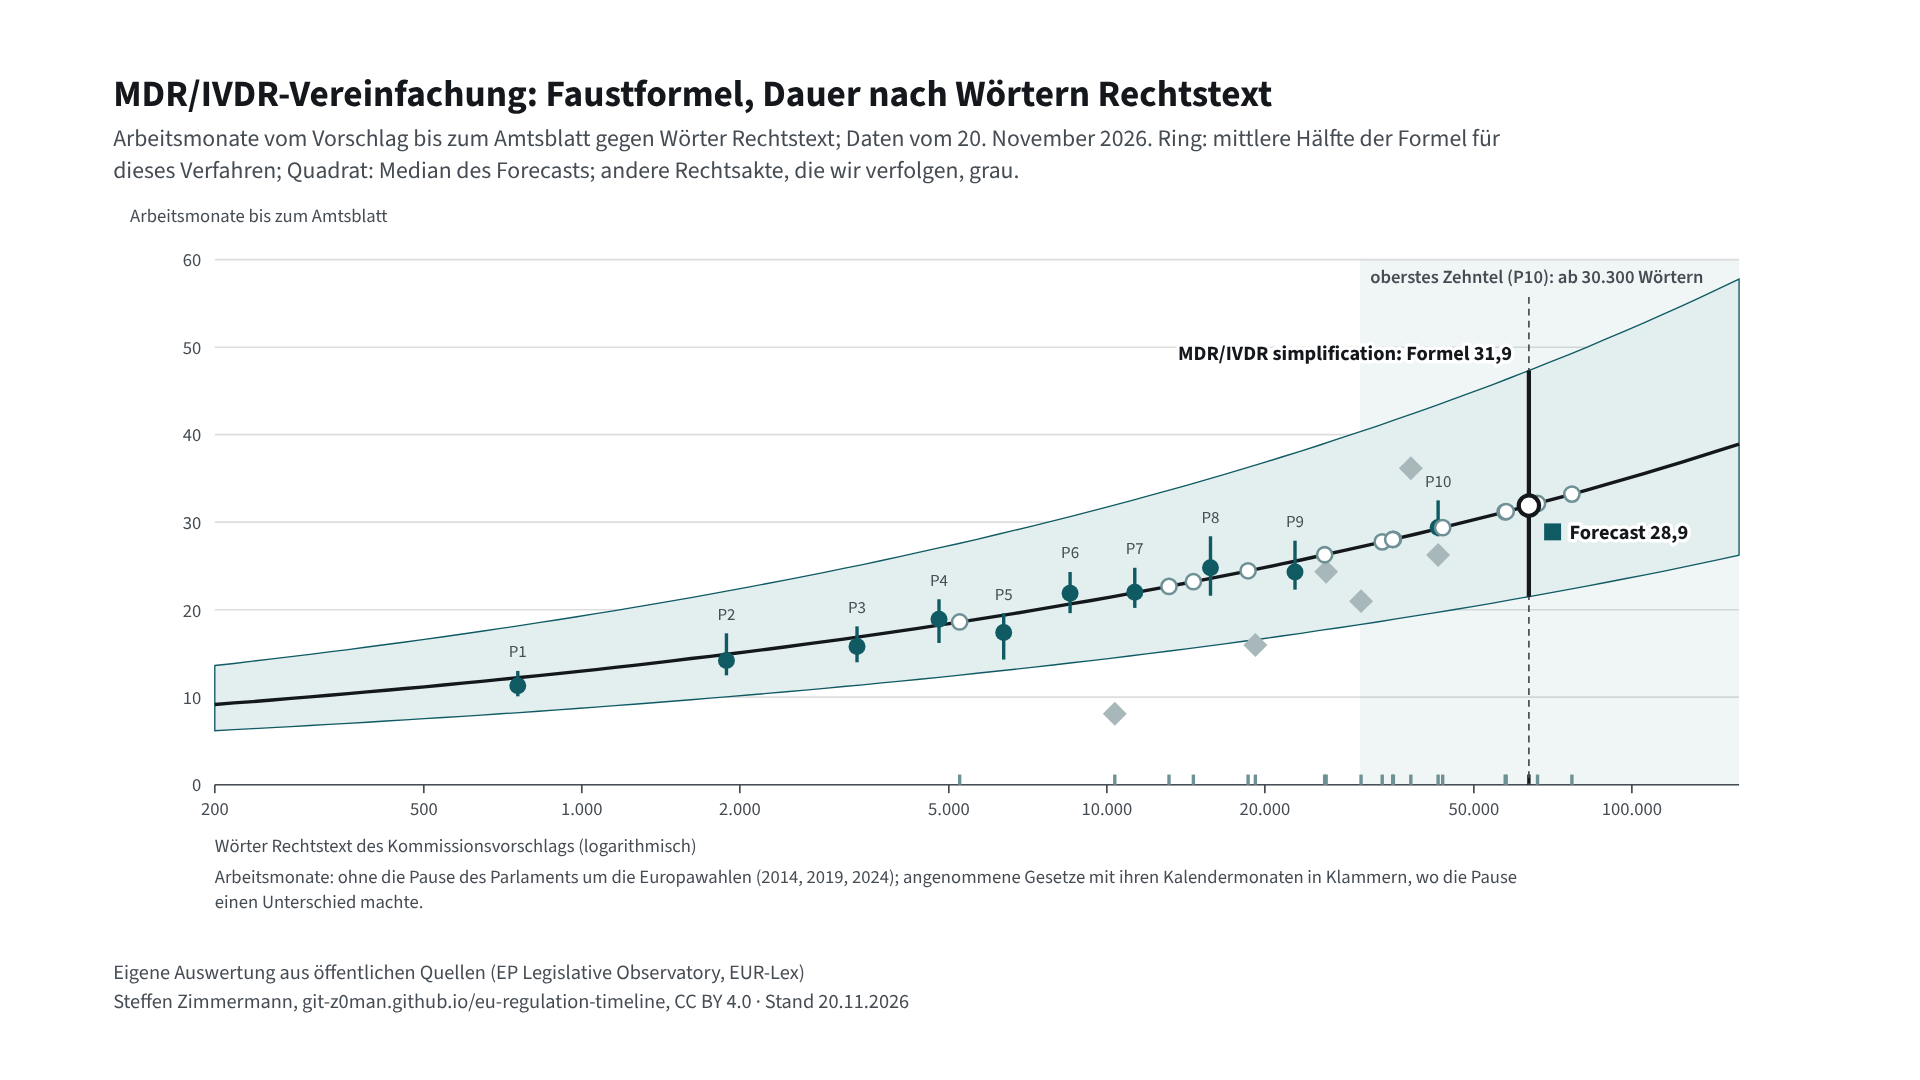 MDR/IVDR-Vereinfachung: Faustformel, Dauer nach Wörtern Rechtstext
Arbeitsmonate vom Vorschlag bis zum Amtsblatt gegen Wörter Rechtstext; Daten vom 20. November 2026. Ring: mittlere Hälfte der Formel für
dieses Verfahren; Quadrat: Median des Forecasts; andere Rechtsakte, die wir verfolgen, grau.
Arbeitsmonate bis zum Amtsblatt
60
oberstes Zehntel (P10): ab 30.300 Wörtern
50
MDR/IVDR simplification: Formel 31,9
40
P10
30
P8
P9
Forecast 28,9
P6
P7
P4
P5
20
P3
P2
P1
10
0
200 500 1.000 2.000 5.000 10.000 20.000 50.000 100.000
Wörter Rechtstext des Kommissionsvorschlags (logarithmisch)
Arbeitsmonate: ohne die Pause des Parlaments um die Europawahlen (2014, 2019, 2024); angenommene Gesetze mit ihren Kalendermonaten in Klammern, wo die Pause
einen Unterschied machte.
Eigene Auswertung aus öffentlichen Quellen (EP Legislative Observatory, EUR-Lex)
Steffen Zimmermann, git-z0man.github.io/eu-regulation-timeline, CC BY 4.0 · Stand 20.11.2026